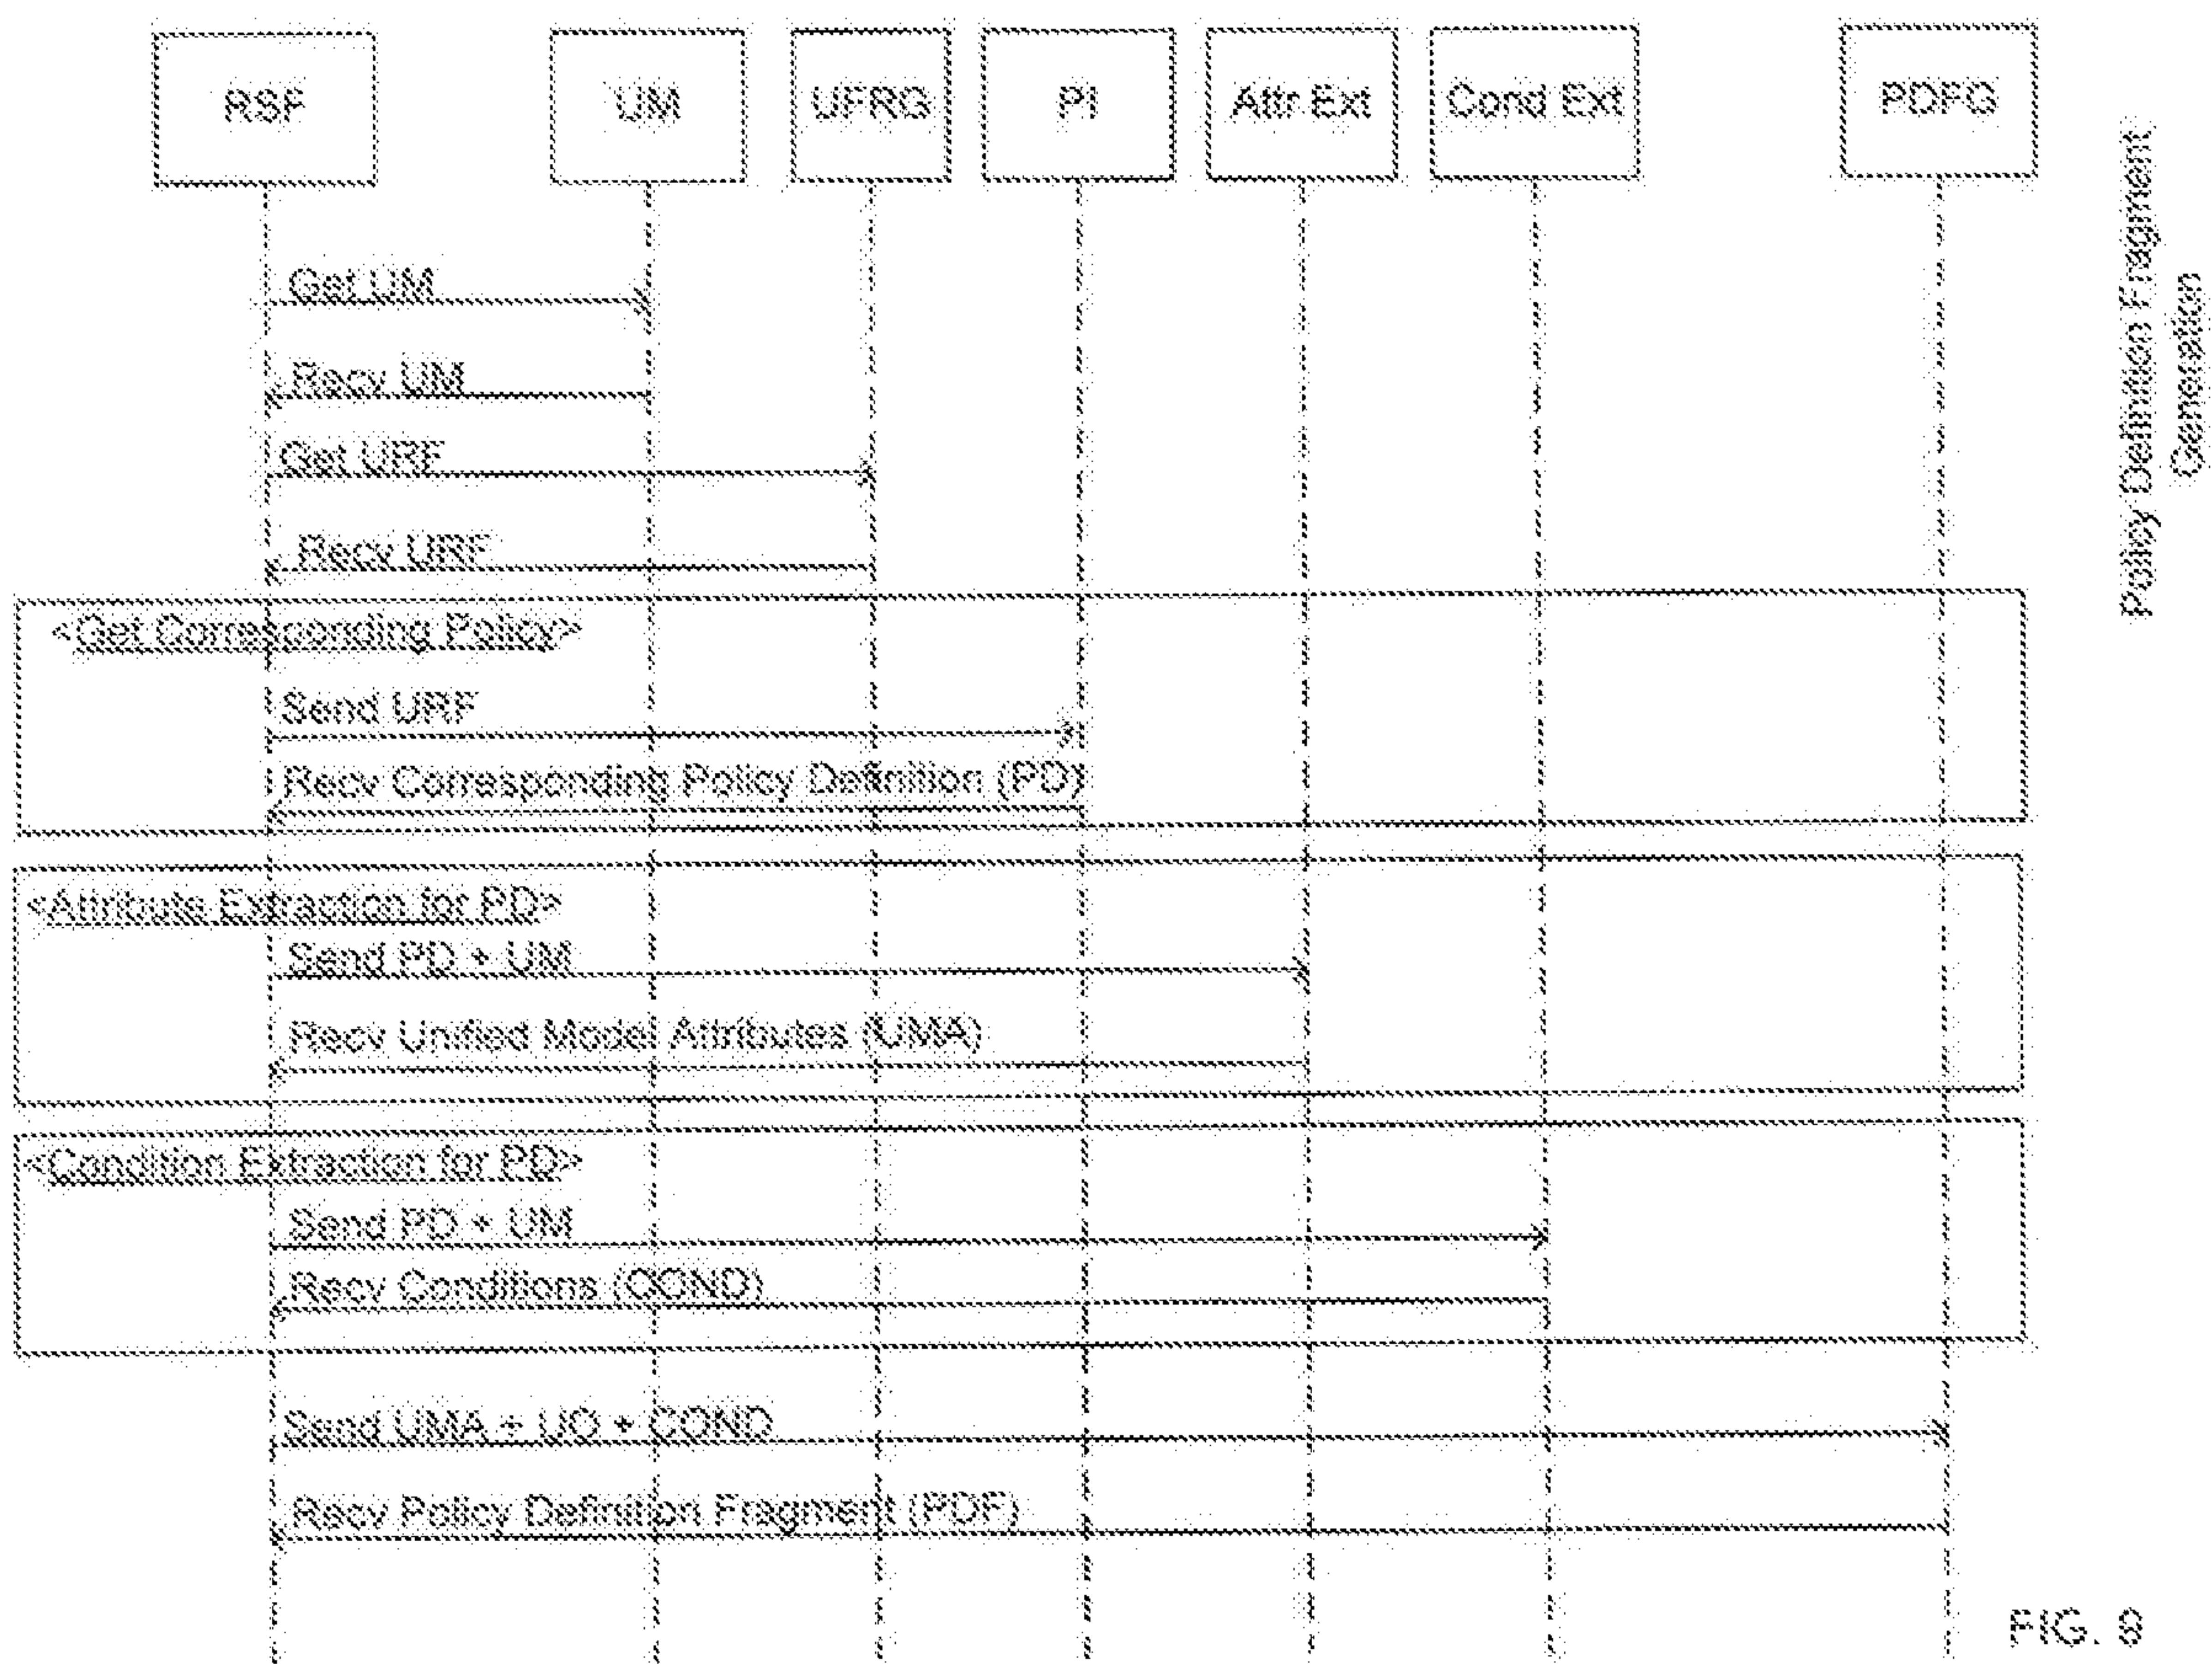 RSF
UM
UFRG
PI
Attr Ext
Cond Ext
PDFG
Policy Definition Fragment
Generation
Get UM
Recv UM
Get URF
Recv URF
<Get Corresponding Policy>
Send URF
Recv Corresponding Policy Definition (PD)
<Attribute Extraction for PD>
Send PD + UM
Recv Unified Model Attributes (UMA)
<Condition Extraction for PD>
Send PD + UM
Recv Conditions (COND)
Send UMA + UO + COND
Recv Policy Definition Fragment (PDF)
FIG.